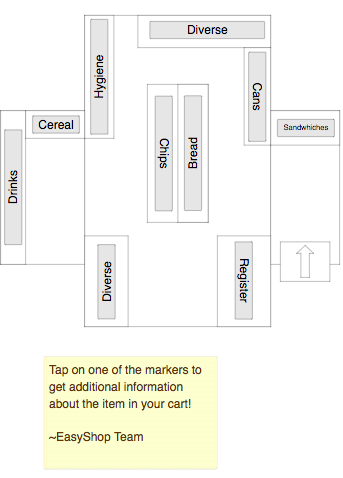 Diverse
Hygiene
Cans
Cereal
Sandwhiches
Chips
Bread
Drinks
Diverse
Register
Tap on one of the markers to
get additional information
about the item in your cart!
~EasyShop Team